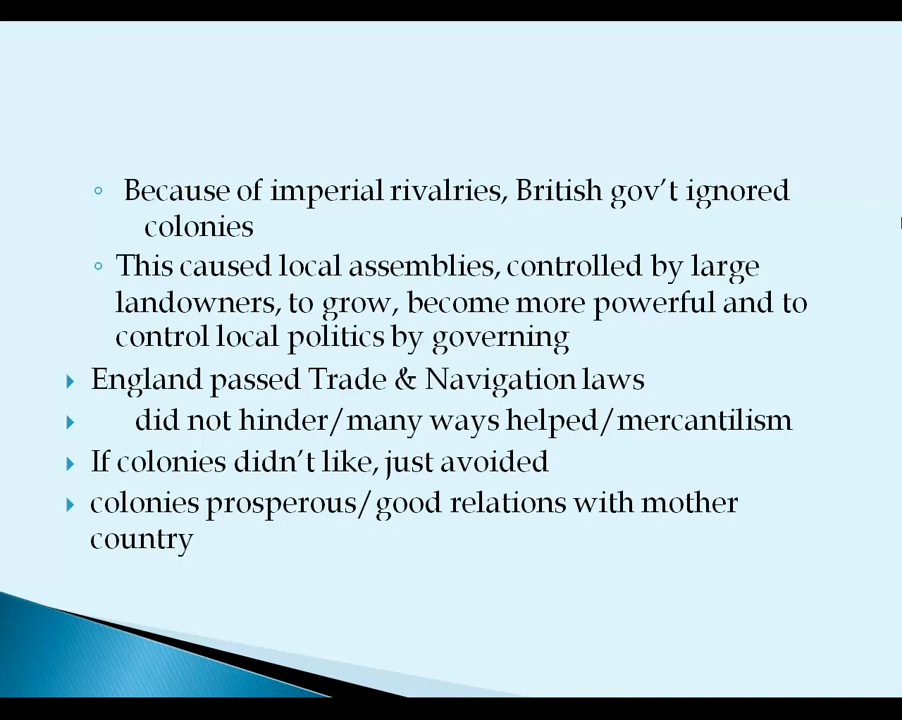 Because of imperial rivalries, British gov’t ignored
colonies
This caused local assemblies, controlled by large
landowners, to grow, become more powerful and to
control local politics by governing
England passed Trade & Navigation laws
did not hinder/many ways helped/mercantilism
If colonies didn’t like, just avoided
colonies prosperous/good relations with mother
country